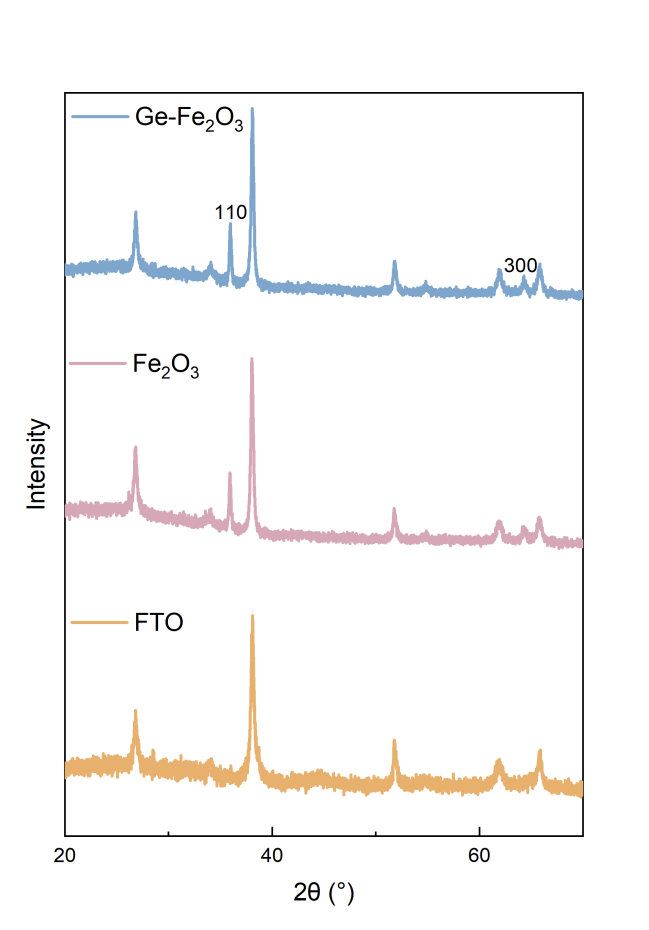 Ge-Fe₂O₃
110
300
Fe₂O₃
Intensity
FTO
20 40 60
2θ (°)